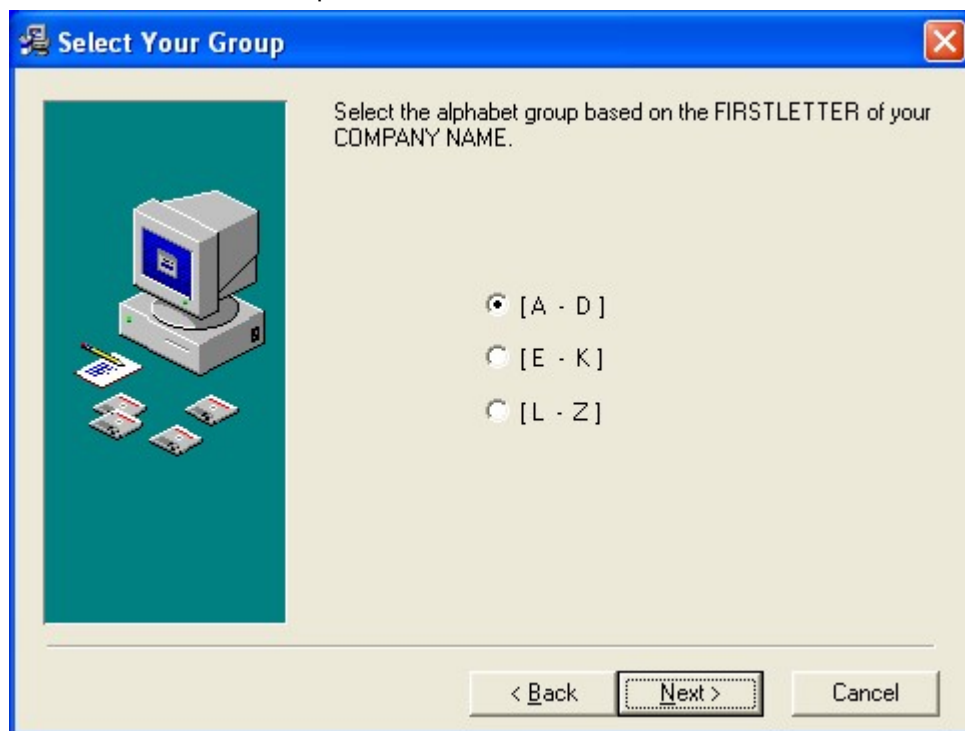 Select Your Group
Select the alphabet group based on the FIRSTLETTER of your
COMPANY NAME.
[ A - D ]
[ E - K ]
[ L - Z ]
< Back
Next >
Cancel